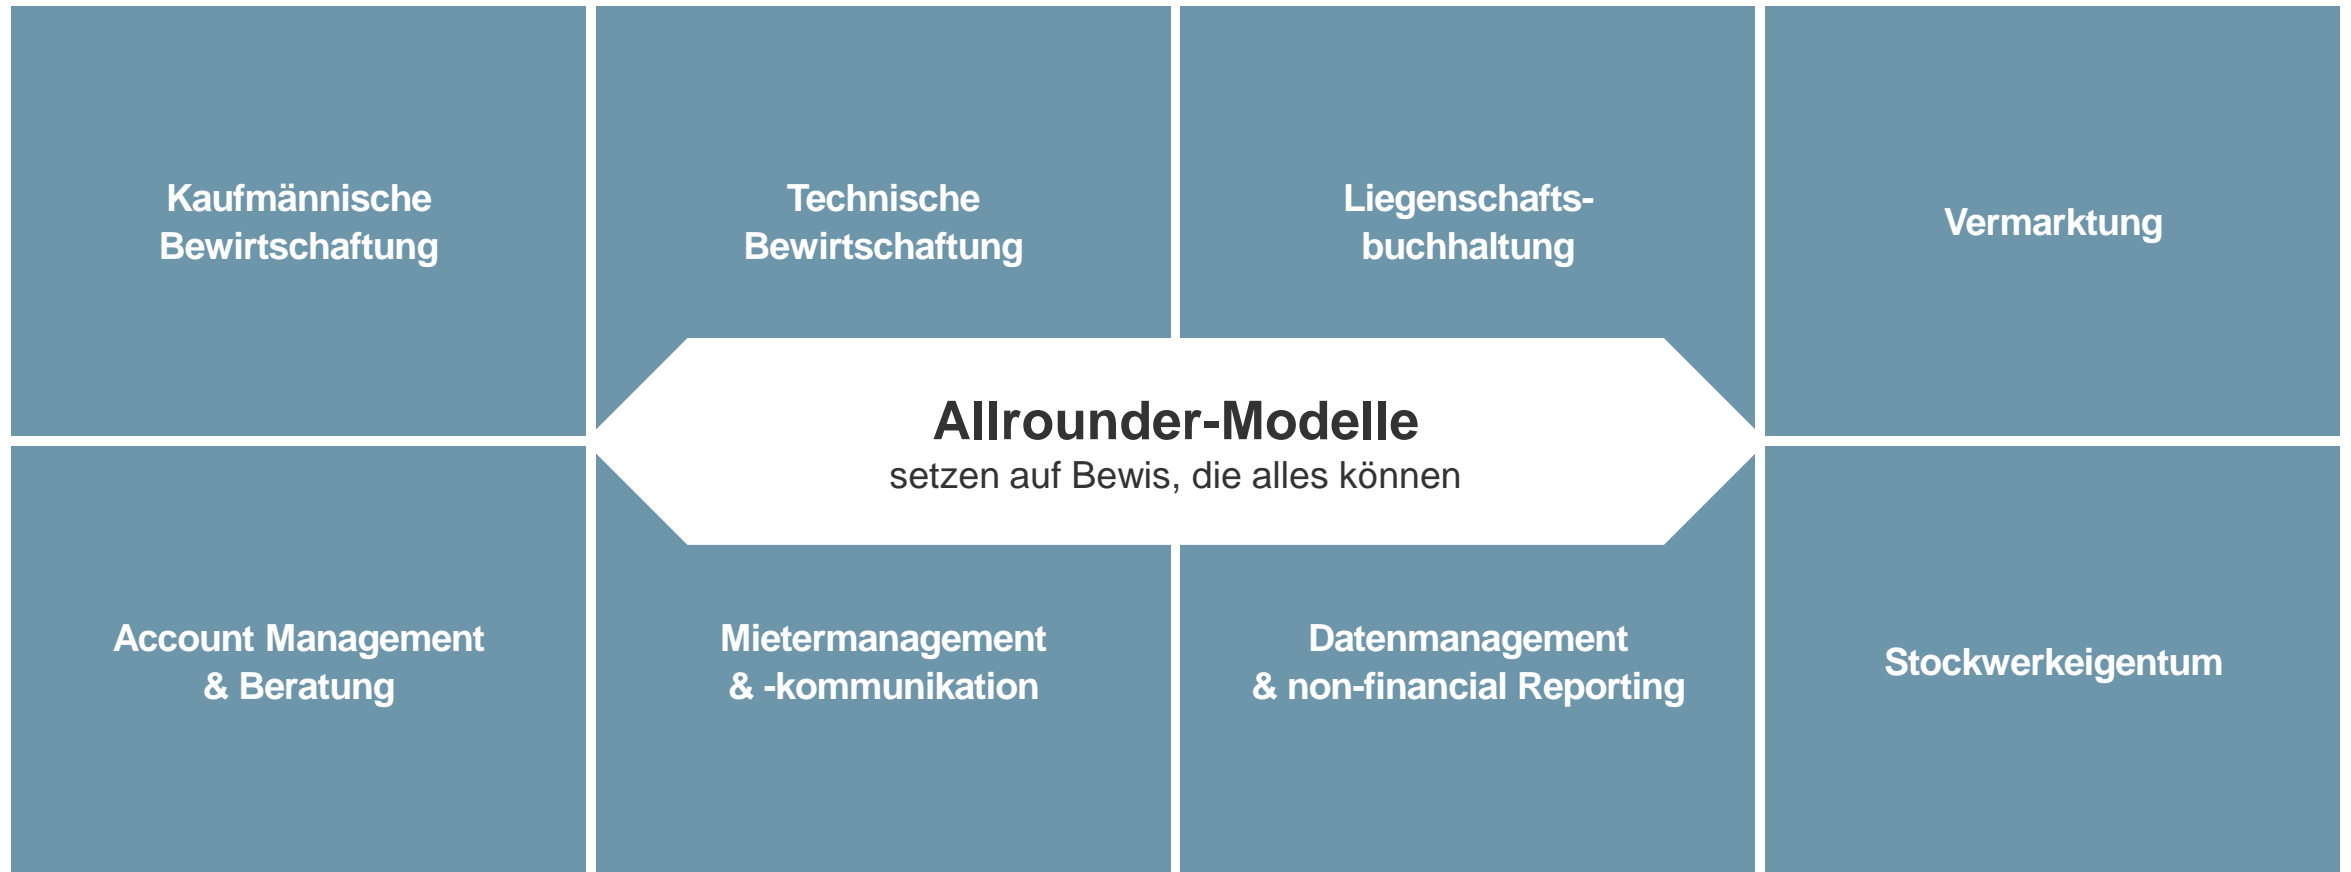 Kaufmännische
Bewirtschaftung
Technische
Bewirtschaftung
Liegenschafts-
buchhaltung
Vermarktung
Allrounder-Modelle
setzen auf Bewis, die alles können
Account Management
& Beratung
Mietermanagement
& -kommunikation
Datenmanagement
& non-financial Reporting
Stockwerkeigentum